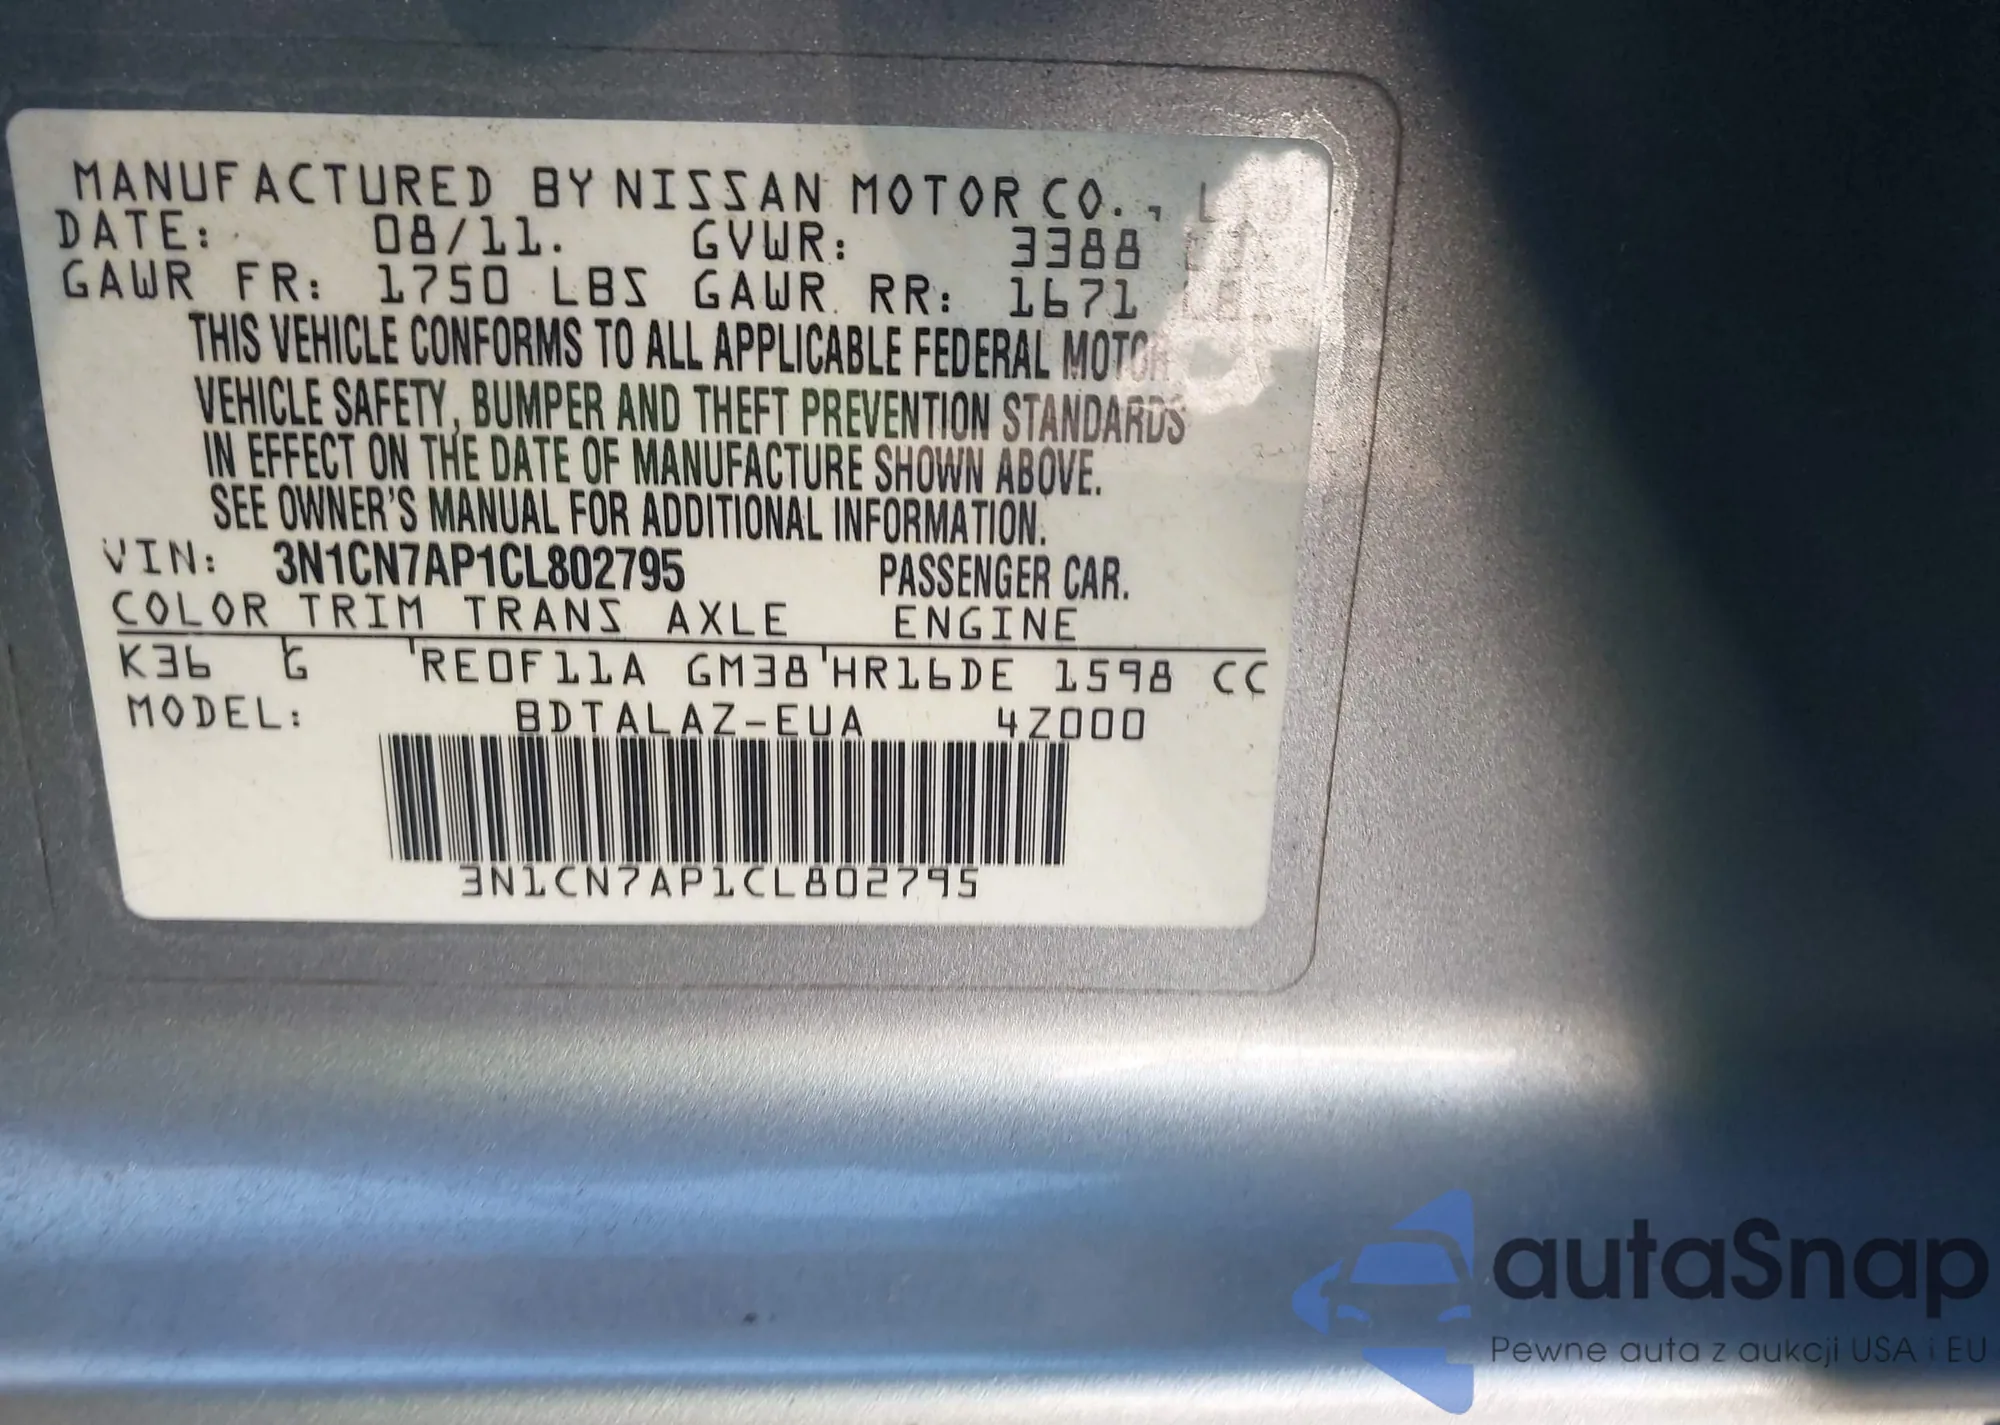 MANUFACTURED BY NISSAN MOTOR CO., LTD
DATE: 08/11. GVWR: 3388
GAWR FR: 1750 LBS GAWR RR: 1671 LBS
THIS VEHICLE CONFORMS TO ALL APPLICABLE FEDERAL MOTOR
VEHICLE SAFETY, BUMPER AND THEFT PREVENTION STANDARDS
IN EFFECT ON THE DATE OF MANUFACTURE SHOWN ABOVE.
SEE OWNER'S MANUAL FOR ADDITIONAL INFORMATION.
VIN: 3N1CN7AP1CL802795 PASSENGER CAR.
COLOR TRIM TRANS AXLE ENGINE
K36 G RE0F11A GM38 HR16DE 1598 CC
MODEL: BDTALAZ-EUA 4Z000
3N1CN7AP1CL802795
autaSnap
Pewne auta z aukcji USA i EU